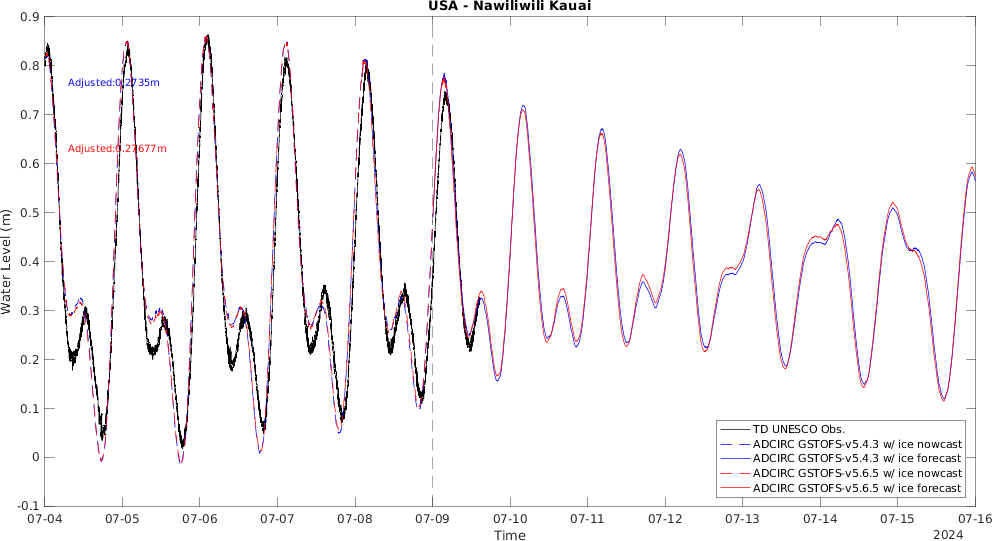 USA - Nawiliwili Kauai
0.9
0.8
Adjusted:0.2735m
0.7
Adjusted:0.27677m
0.6
0.5
0.4
0.3
0.2
0.1
0
-0.1
Water Level (m)
TD UNESCO Obs.
ADCIRC GSTOFS-v5.4.3 w/ ice nowcast
ADCIRC GSTOFS-v5.4.3 w/ ice forecast
ADCIRC GSTOFS-v5.6.5 w/ ice nowcast
ADCIRC GSTOFS-v5.6.5 w/ ice forecast
07-04 07-05 07-06 07-07 07-08 07-09 07-10 07-11 07-12 07-13 07-14 07-15 07-16
Time
2024